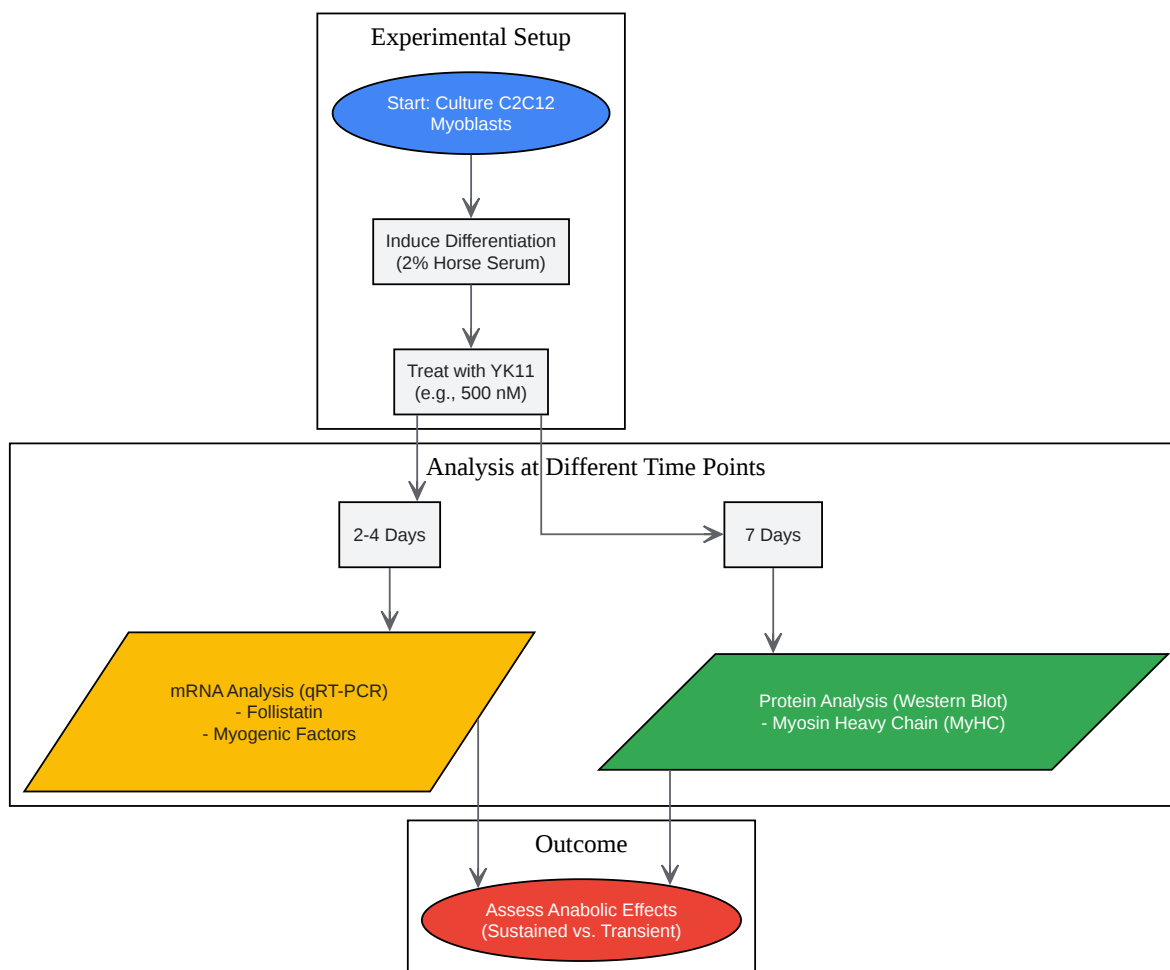 Experimental Setup
Start: Culture C2C12
Myoblasts
Induce Differentiation
(2% Horse Serum)
Treat with YK11
(e.g., 500 nM)
Analysis at Different Time Points
2-4 Days
7 Days
mRNA Analysis (qRT-PCR)
- Follistatin
- Myogenic Factors
Protein Analysis (Western Blot)
- Myosin Heavy Chain (MyHC)
Outcome
Assess Anabolic Effects
(Sustained vs. Transient)